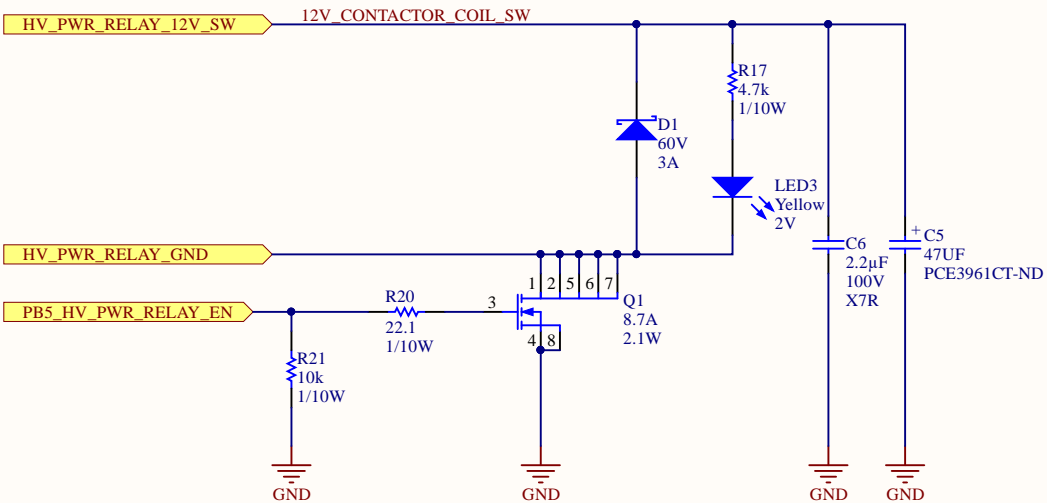 HV_PWR_RELAY_12V_SW
12V_CONTACTOR_COIL_SW
R17
4.7k
1/10W
D1
60V
3A
LED3
Yellow
2V
HV_PWR_RELAY_GND
C6
2.2µF
100V
X7R
+ C5
47UF
PCE3961CT-ND
1 2 5 6 7
PB5_HV_PWR_RELAY_EN
R20
22.1
1/10W
3
Q1
8.7A
2.1W
4 8
R21
10k
1/10W
GND
GND
GND
GND